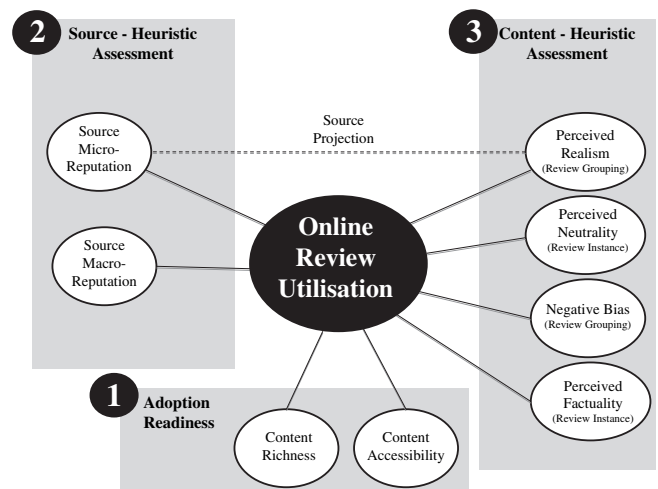 2
Source - Heuristic
Assessment
Source
Micro-
Reputation
Source
Macro-
Reputation
Source
Projection
3
Content - Heuristic
Assessment
Perceived
Realism
(Review Grouping)
Perceived
Neutrality
(Review Instance)
Negative Bias
(Review Grouping)
Perceived
Factuality
(Review Instance)
Online
Review
Utilisation
1
Adoption
Readiness
Content
Richness
Content
Accessibility